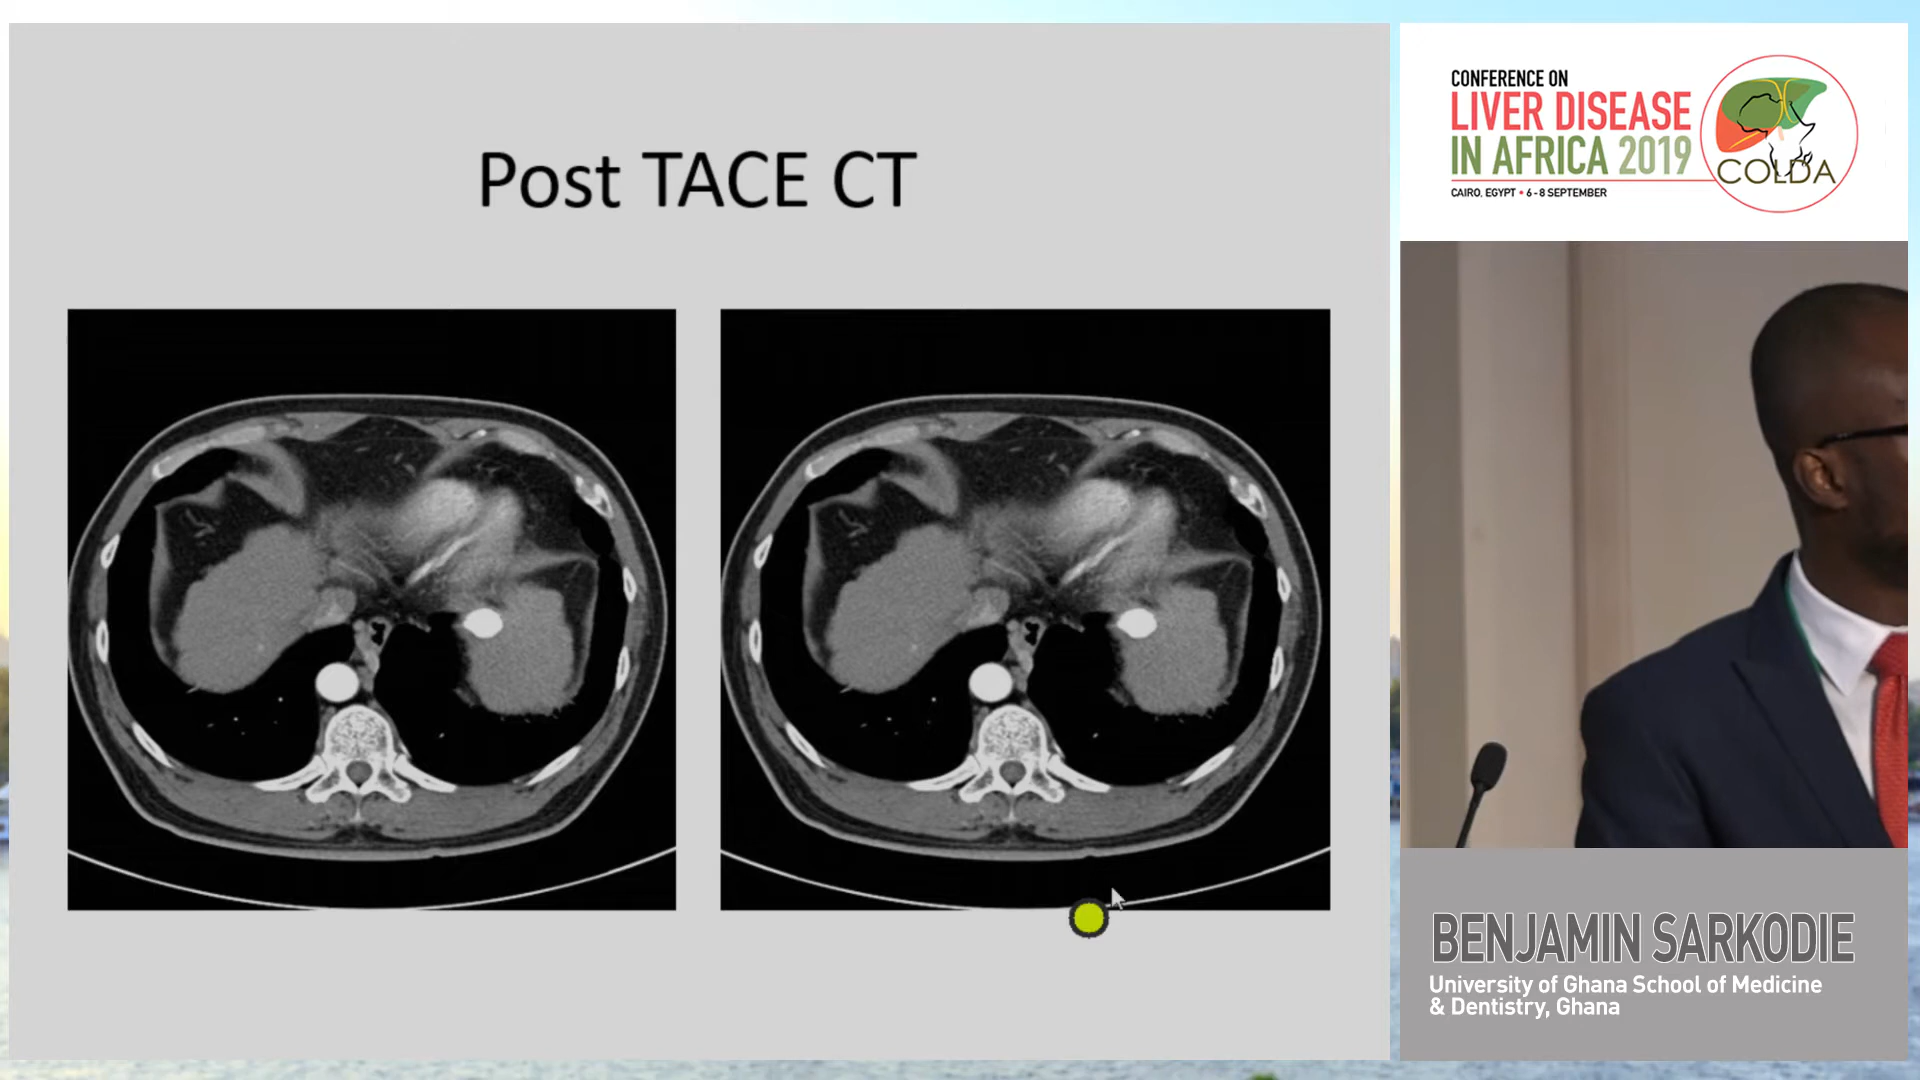 Post TACE CT
CONFERENCE ON
LIVER DISEASE
IN AFRICA 2019
CAIRO, EGYPT • 6 - 8 SEPTEMBER
COLDA
BENJAMIN SARKODIE
University of Ghana School of Medicine
& Dentistry, Ghana